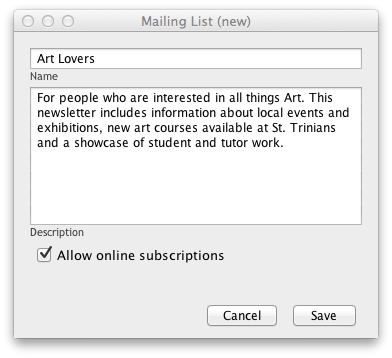 Mailing List (new)
Art Lovers
Name
For people who are interested in all things Art. This
newsletter includes information about local events and
exhibitions, new art courses available at St. Trinians
and a showcase of student and tutor work.
Description
Allow online subscriptions
Cancel
Save